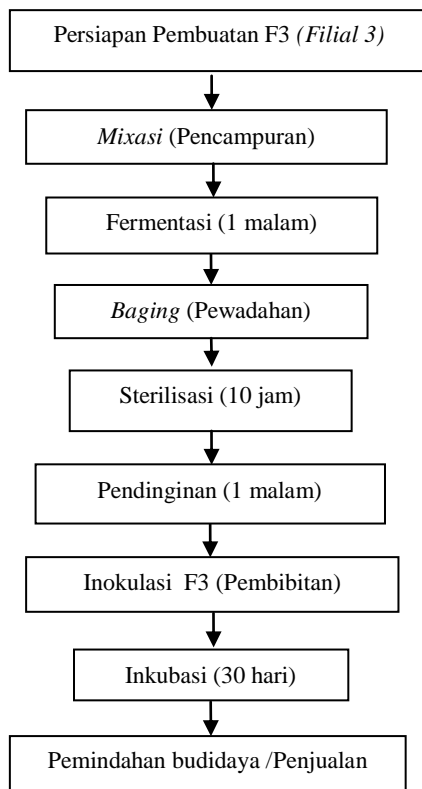 Persiapan Pembuatan F3 (Filial 3)
Mixasi (Pencampuran)
Fermentasi (1 malam)
Baging (Pewadahan)
Sterilisasi (10 jam)
Pendinginan (1 malam)
Inokulasi F3 (Pembibitan)
Inkubasi (30 hari)
Pemindahan budidaya /Penjualan